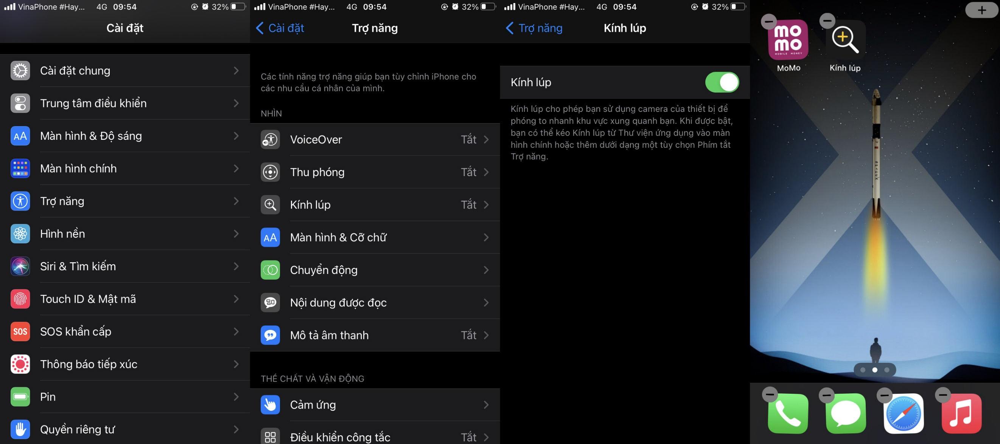 VinaPhone #Hay... 4G 09:54 32%
Cài đặt
Cài đặt chung
Trung tâm điều khiển
AA Màn hình & Độ sáng
Màn hình chính
Trợ năng
Hình nền
Siri & Tìm kiếm
Touch ID & Mật mã
SOS SOS khẩn cấp
Thông báo tiếp xúc
Pin
Quyền riêng tư
VinaPhone #Hay... 4G 09:54 32%
Cài đặt Trợ năng
Các tính năng trợ năng giúp bạn tùy chỉnh iPhone cho
các nhu cầu cá nhân của mình.
NHÌN
VoiceOver Tắt
Thu phóng Tắt
Kính lúp Tắt
AA Màn hình & Cỡ chữ
Chuyển động
Nội dung được đọc
Mô tả âm thanh Tắt
THỂ CHẤT VÀ VẬN ĐỘNG
Cảm ứng
Điều khiển công tắc Tắt
VinaPhone #Hay... 4G 09:54 32%
Trợ năng Kính lúp
Kính lúp
Kính lúp cho phép bạn sử dụng camera của thiết bị để
phóng to nhanh khu vực xung quanh bạn. Khi được bật,
bạn có thể kéo Kính lúp từ Thư viện ứng dụng vào màn
hình chính hoặc thêm dưới dạng một tùy chọn Phím tắt
Trợ năng.
mo
mo
MOBILE MONEY
MoMo Kính lúp
SPACEX